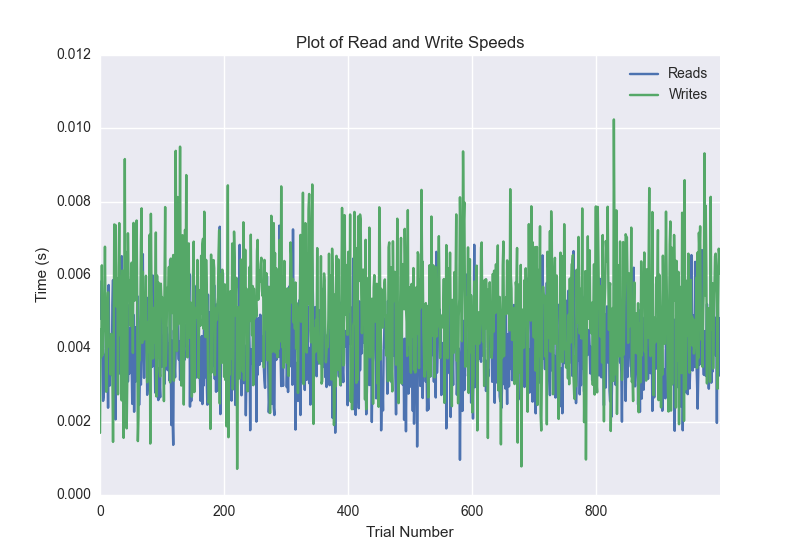 Plot of Read and Write Speeds
0.012
0.010
0.008
0.006
0.004
0.002
0.000
Time (s)
Reads
Writes
0
200
400
600
800
Trial Number